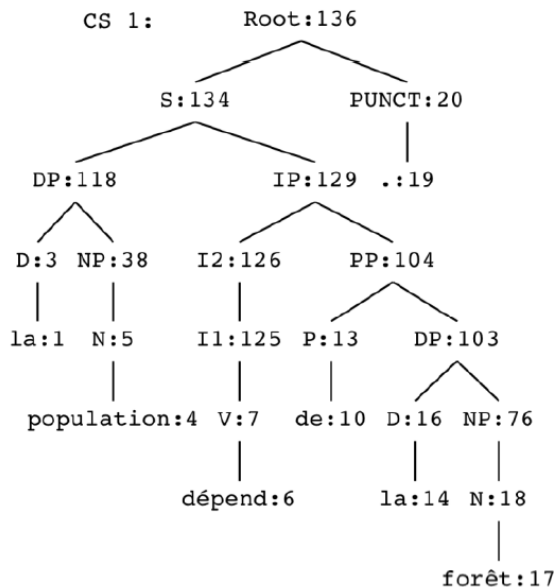 CS 1: Root:136
S:134 PUNCT:20
DP:118 IP:129 .:19
D:3 NP:38 I2:126 PP:104
la:1 N:5 I1:125 P:13 DP:103
population:4 V:7 de:10 D:16 NP:76
dépend:6 la:14 N:18
forêt:17